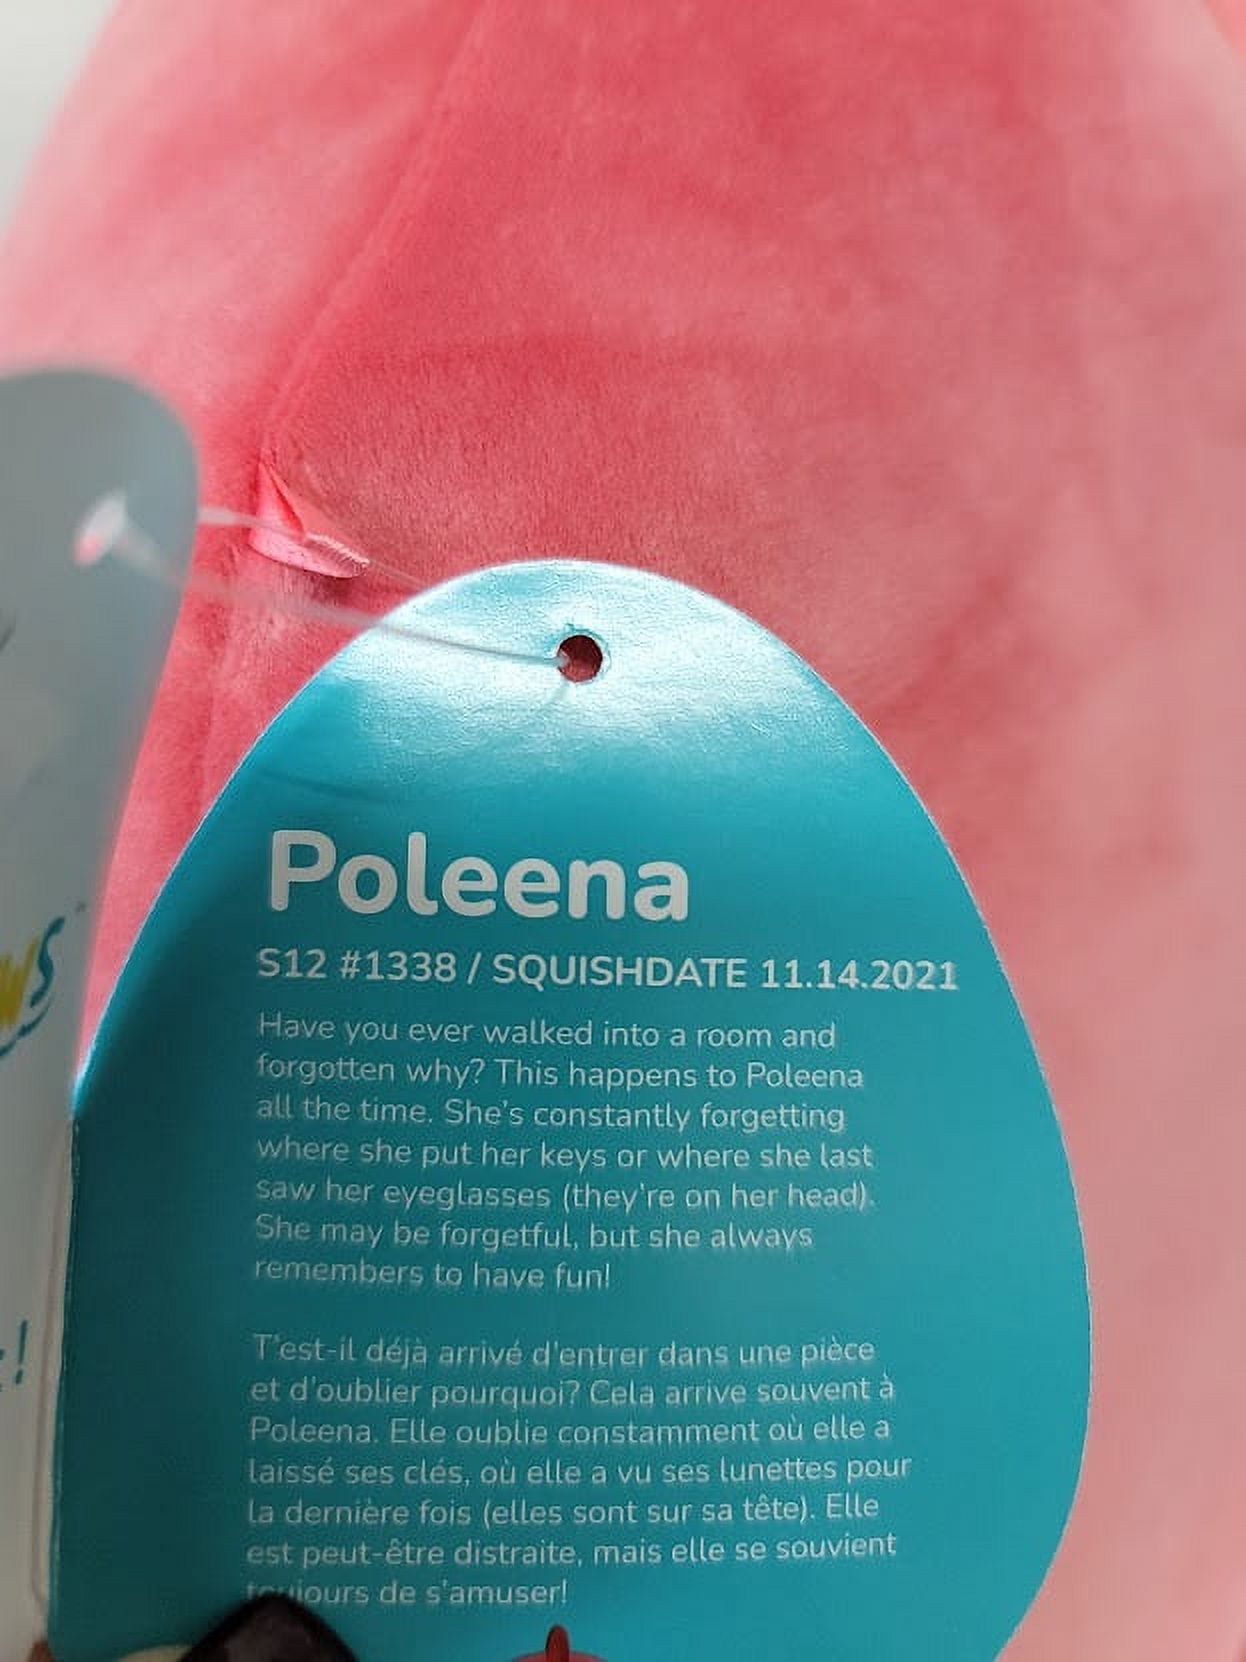 Poleena
S12 #1338 / SQUISHDATE 11.14.2021
Have you ever walked into a room and
forgotten why? This happens to Poleena
all the time. She's constantly forgetting
where she put her keys or where she last
saw her eyeglasses (they're on her head).
She may be forgetful, but she always
remembers to have fun!
T'est-il déjà arrivé d'entrer dans une pièce
et d'oublier pourquoi? Cela arrive souvent à
Poleena. Elle oublie constamment où elle a
laissé ses clés, où elle a vu ses lunettes pour
la dernière fois (elles sont sur sa tête). Elle
est peut-être distraite, mais elle se souvient
toujours de s'amuser!